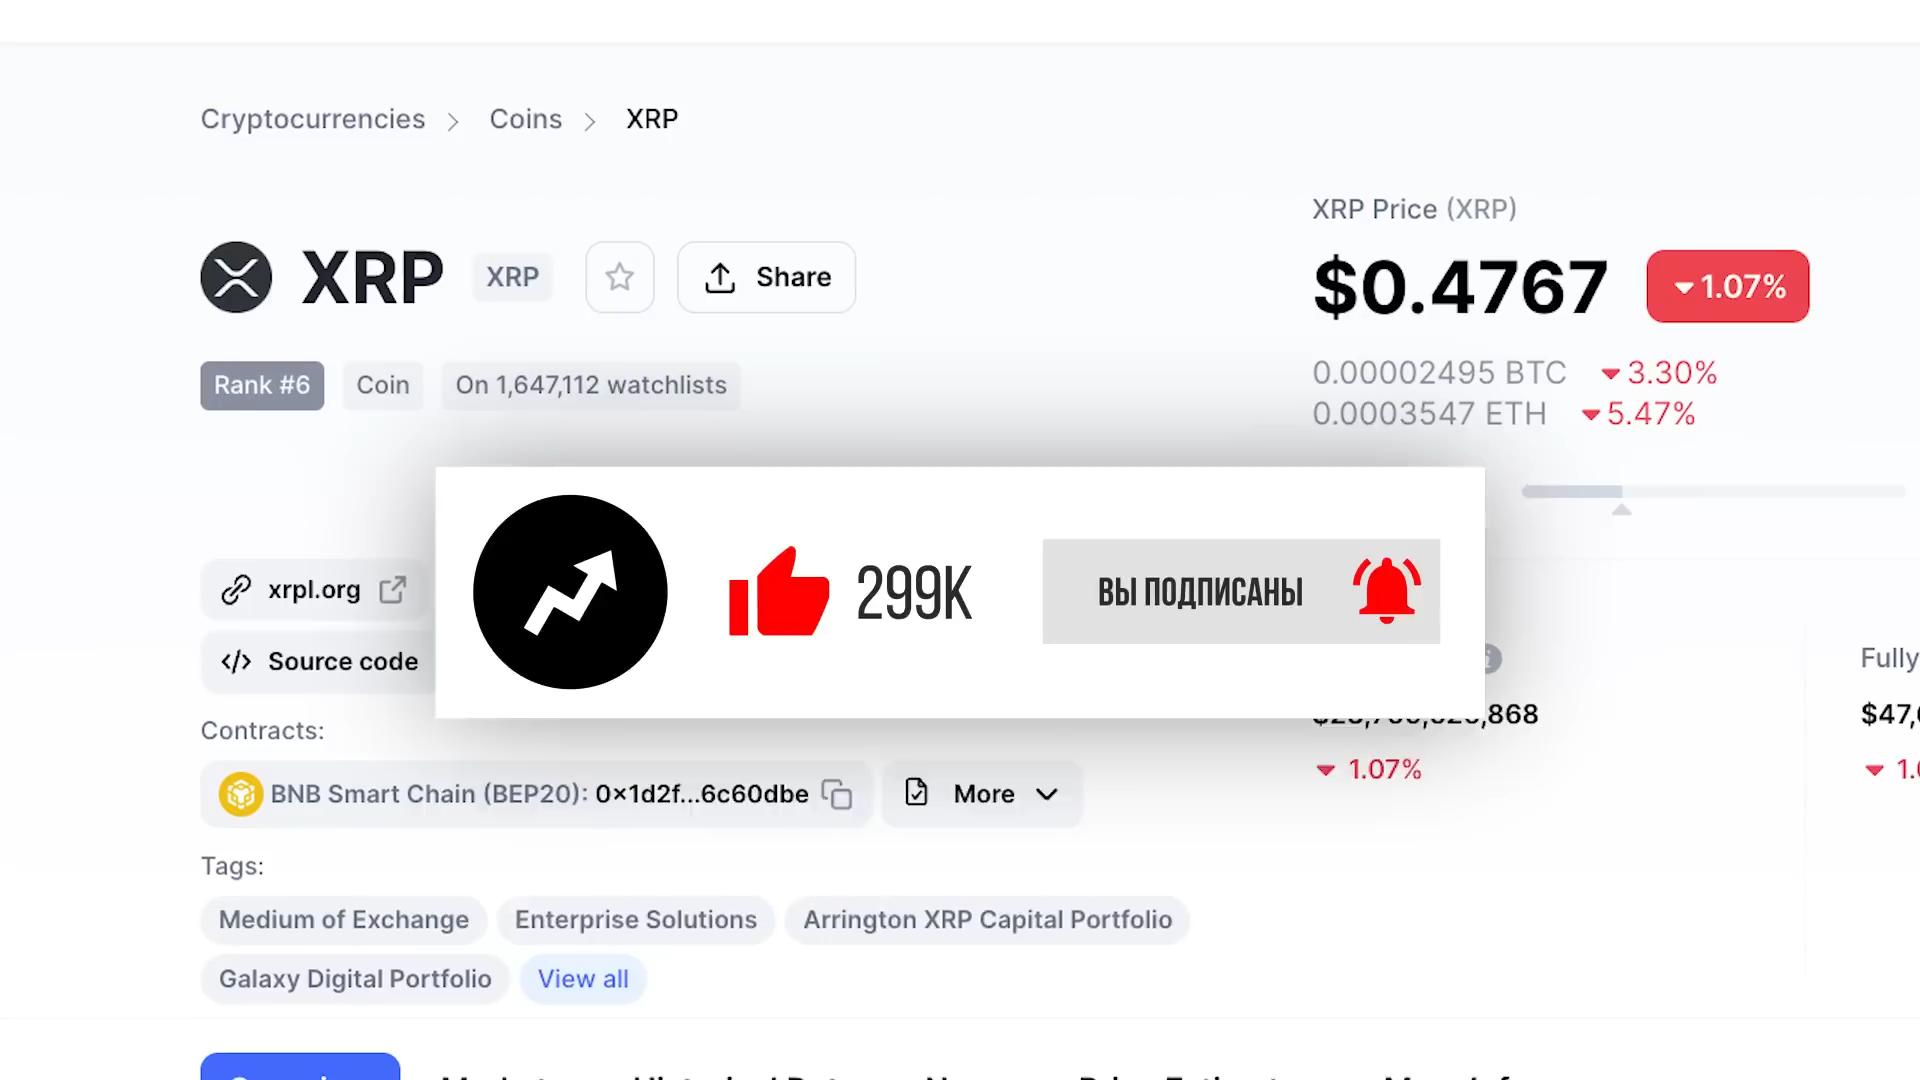 Cryptocurrencies > Coins > XRP
XRP Price (XRP)
XRP XRP Share
$0.4767 1.07%
Rank #6 Coin On 1,647,112 watchlists
0.00002495 BTC 3.30%
0.0003547 ETH 5.47%
299K ВЫ ПОДПИСАНЫ
xrpl.org
</> Source code
Fully
868
$47,
1.07%
Contracts:
BNB Smart Chain (BEP20): 0×1d2f...6c60dbe More
Tags:
Medium of Exchange Enterprise Solutions Arrington XRP Capital Portfolio
Galaxy Digital Portfolio View all